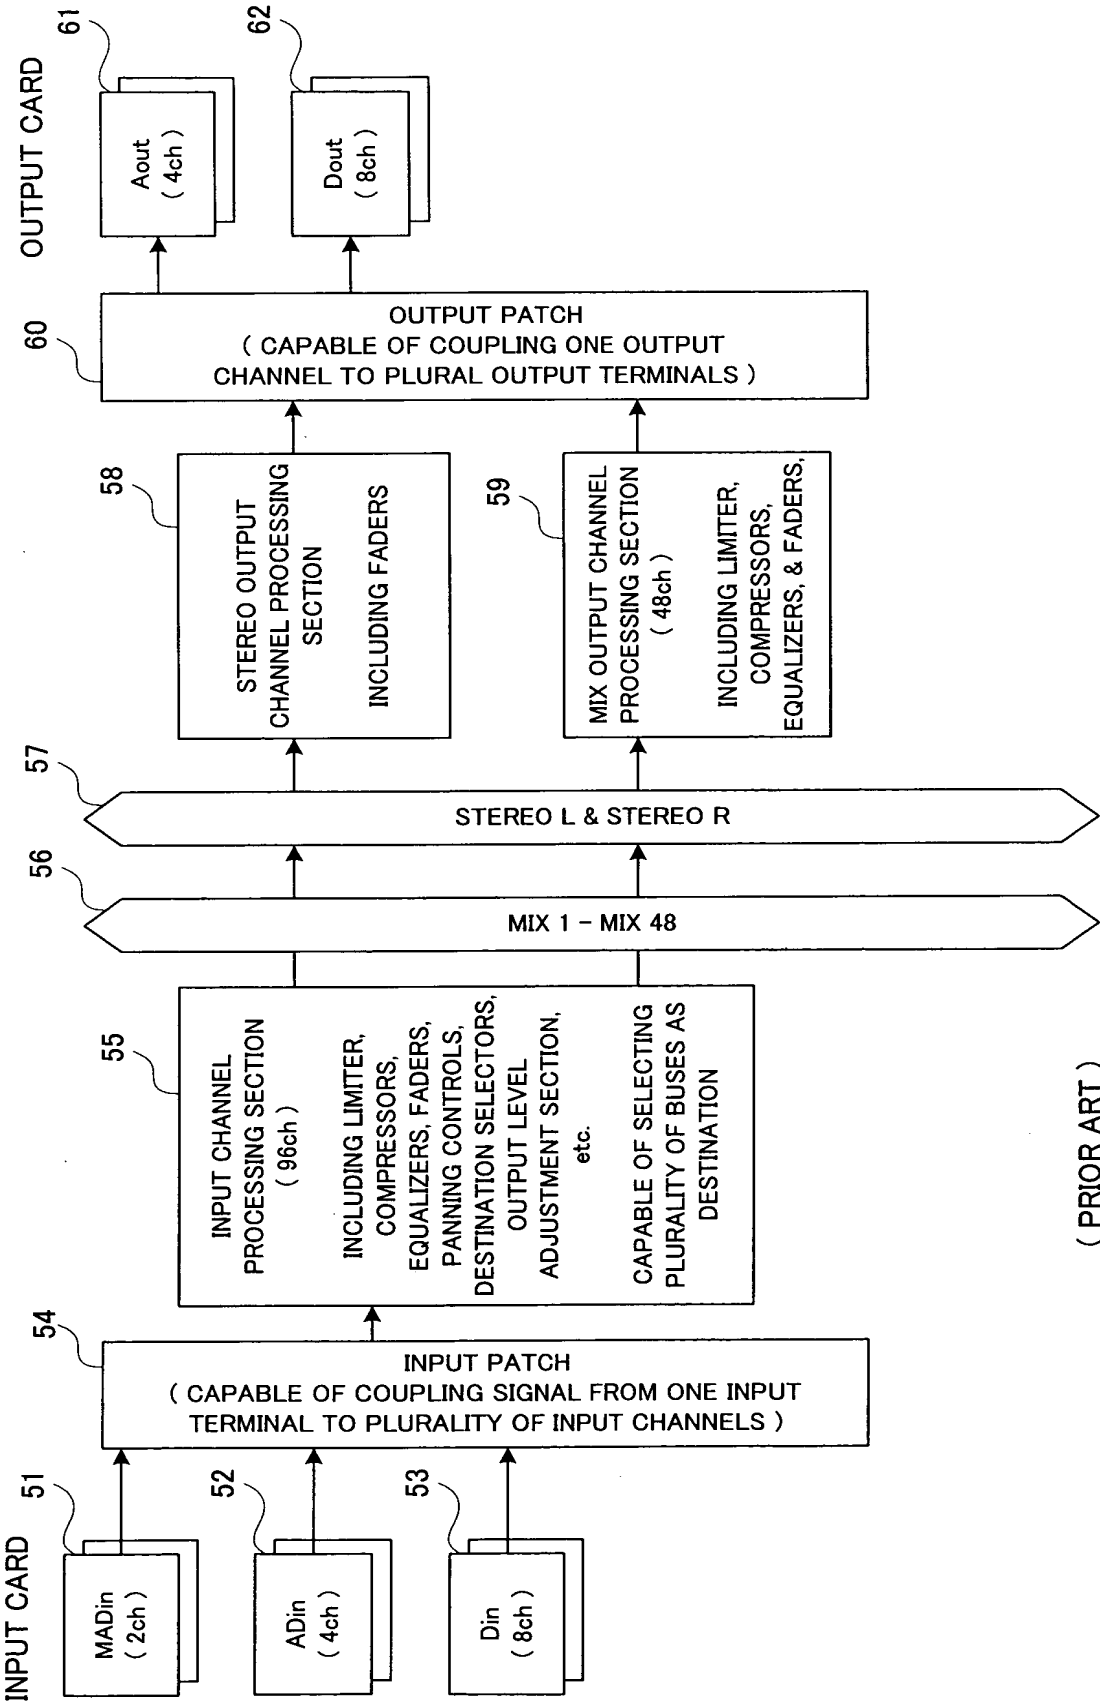 INPUT CARD
51
MADin
( 2ch )
52
ADin
( 4ch )
53
Din
( 8ch )
54
INPUT PATCH
( CAPABLE OF COUPLING SIGNAL FROM ONE INPUT
TERMINAL TO PLURALITY OF INPUT CHANNELS )
55
INPUT CHANNEL
PROCESSING SECTION
( 96ch )
INCLUDING LIMITER,
COMPRESSORS,
EQUALIZERS, FADERS,
PANNING CONTROLS,
DESTINATION SELECTORS,
OUTPUT LEVEL
ADJUSTMENT SECTION,
etc.
CAPABLE OF SELECTING
PLURALITY OF BUSES AS
DESTINATION
56
MIX 1 - MIX 48
57
STEREO L & STEREO R
58
STEREO OUTPUT
CHANNEL PROCESSING
SECTION
INCLUDING FADERS
59
MIX OUTPUT CHANNEL
PROCESSING SECTION
( 48ch )
INCLUDING LIMITER,
COMPRESSORS,
EQUALIZERS, & FADERS,
60
OUTPUT PATCH
( CAPABLE OF COUPLING ONE OUTPUT
CHANNEL TO PLURAL OUTPUT TERMINALS )
OUTPUT CARD
61
Aout
( 4ch )
62
Dout
( 8ch )
( PRIOR ART )